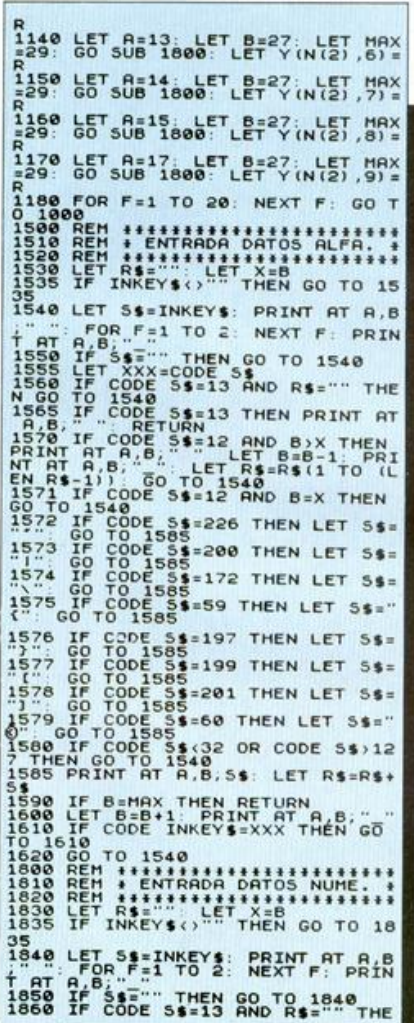 R
1140 LET A=13: LET B=27: LET MAX
=29: GO SUB 1800: LET Y(N(2),6)=
R
1150 LET A=14: LET B=27: LET MAX
=29: GO SUB 1800: LET Y(N(2),7)=
R
1160 LET A=15: LET B=27: LET MAX
=29: GO SUB 1800: LET Y(N(2),8)=
R
1170 LET A=17: LET B=27: LET MAX
=29: GO SUB 1800: LET Y(N(2),9)=
R
1180 FOR F=1 TO 20: NEXT F: GO T
O 1000
1500 REM ***********************
1510 REM * ENTRADA DATOS ALFA. *
1520 REM ***********************
1530 LET R$="": LET X=B
1535 IF INKEY$<>"" THEN GO TO 15
35
1540 LET S$=INKEY$: PRINT AT A,B
;" ": FOR F=1 TO 2: NEXT F: PRIN
T AT A,B;"_"
1550 IF S$="" THEN GO TO 1540
1555 LET XXX=CODE S$
1560 IF CODE S$=13 AND R$="" THE
N GO TO 1540
1565 IF CODE S$=13 THEN PRINT AT
A,B;" ": RETURN
1570 IF CODE S$=12 AND B>X THEN
PRINT AT A,B;" ": LET B=B-1: PRI
NT AT A,B;"_": LET R$=R$(1 TO (L
EN R$-1)): GO TO 1540
1571 IF CODE S$=12 AND B=X THEN
GO TO 1540
1572 IF CODE S$=226 THEN LET S$=
"~": GO TO 1585
1573 IF CODE S$=200 THEN LET S$=
"|": GO TO 1585
1574 IF CODE S$=172 THEN LET S$=
"\": GO TO 1585
1575 IF CODE S$=59 THEN LET S$="
{": GO TO 1585
1576 IF CODE S$=197 THEN LET S$=
"}": GO TO 1585
1577 IF CODE S$=199 THEN LET S$=
"[": GO TO 1585
1578 IF CODE S$=201 THEN LET S$=
"]": GO TO 1585
1579 IF CODE S$=60 THEN LET S$="
©": GO TO 1585
1580 IF CODE S$<32 OR CODE S$>12
7 THEN GO TO 1540
1585 PRINT AT A,B;S$: LET R$=R$+
S$
1590 IF B=MAX THEN RETURN
1600 LET B=B+1: PRINT AT A,B;"_"
1610 IF CODE INKEY$=XXX THEN GO
TO 1610
1620 GO TO 1540
1800 REM ***********************
1810 REM * ENTRADA DATOS NUME. *
1820 REM ***********************
1830 LET R$="": LET X=B
1835 IF INKEY$<>"" THEN GO TO 18
35
1840 LET S$=INKEY$: PRINT AT A,B
;" ": FOR F=1 TO 2: NEXT F: PRIN
T AT A,B;"_"
1850 IF S$="" THEN GO TO 1840
1860 IF CODE S$=13 AND R$="" THE